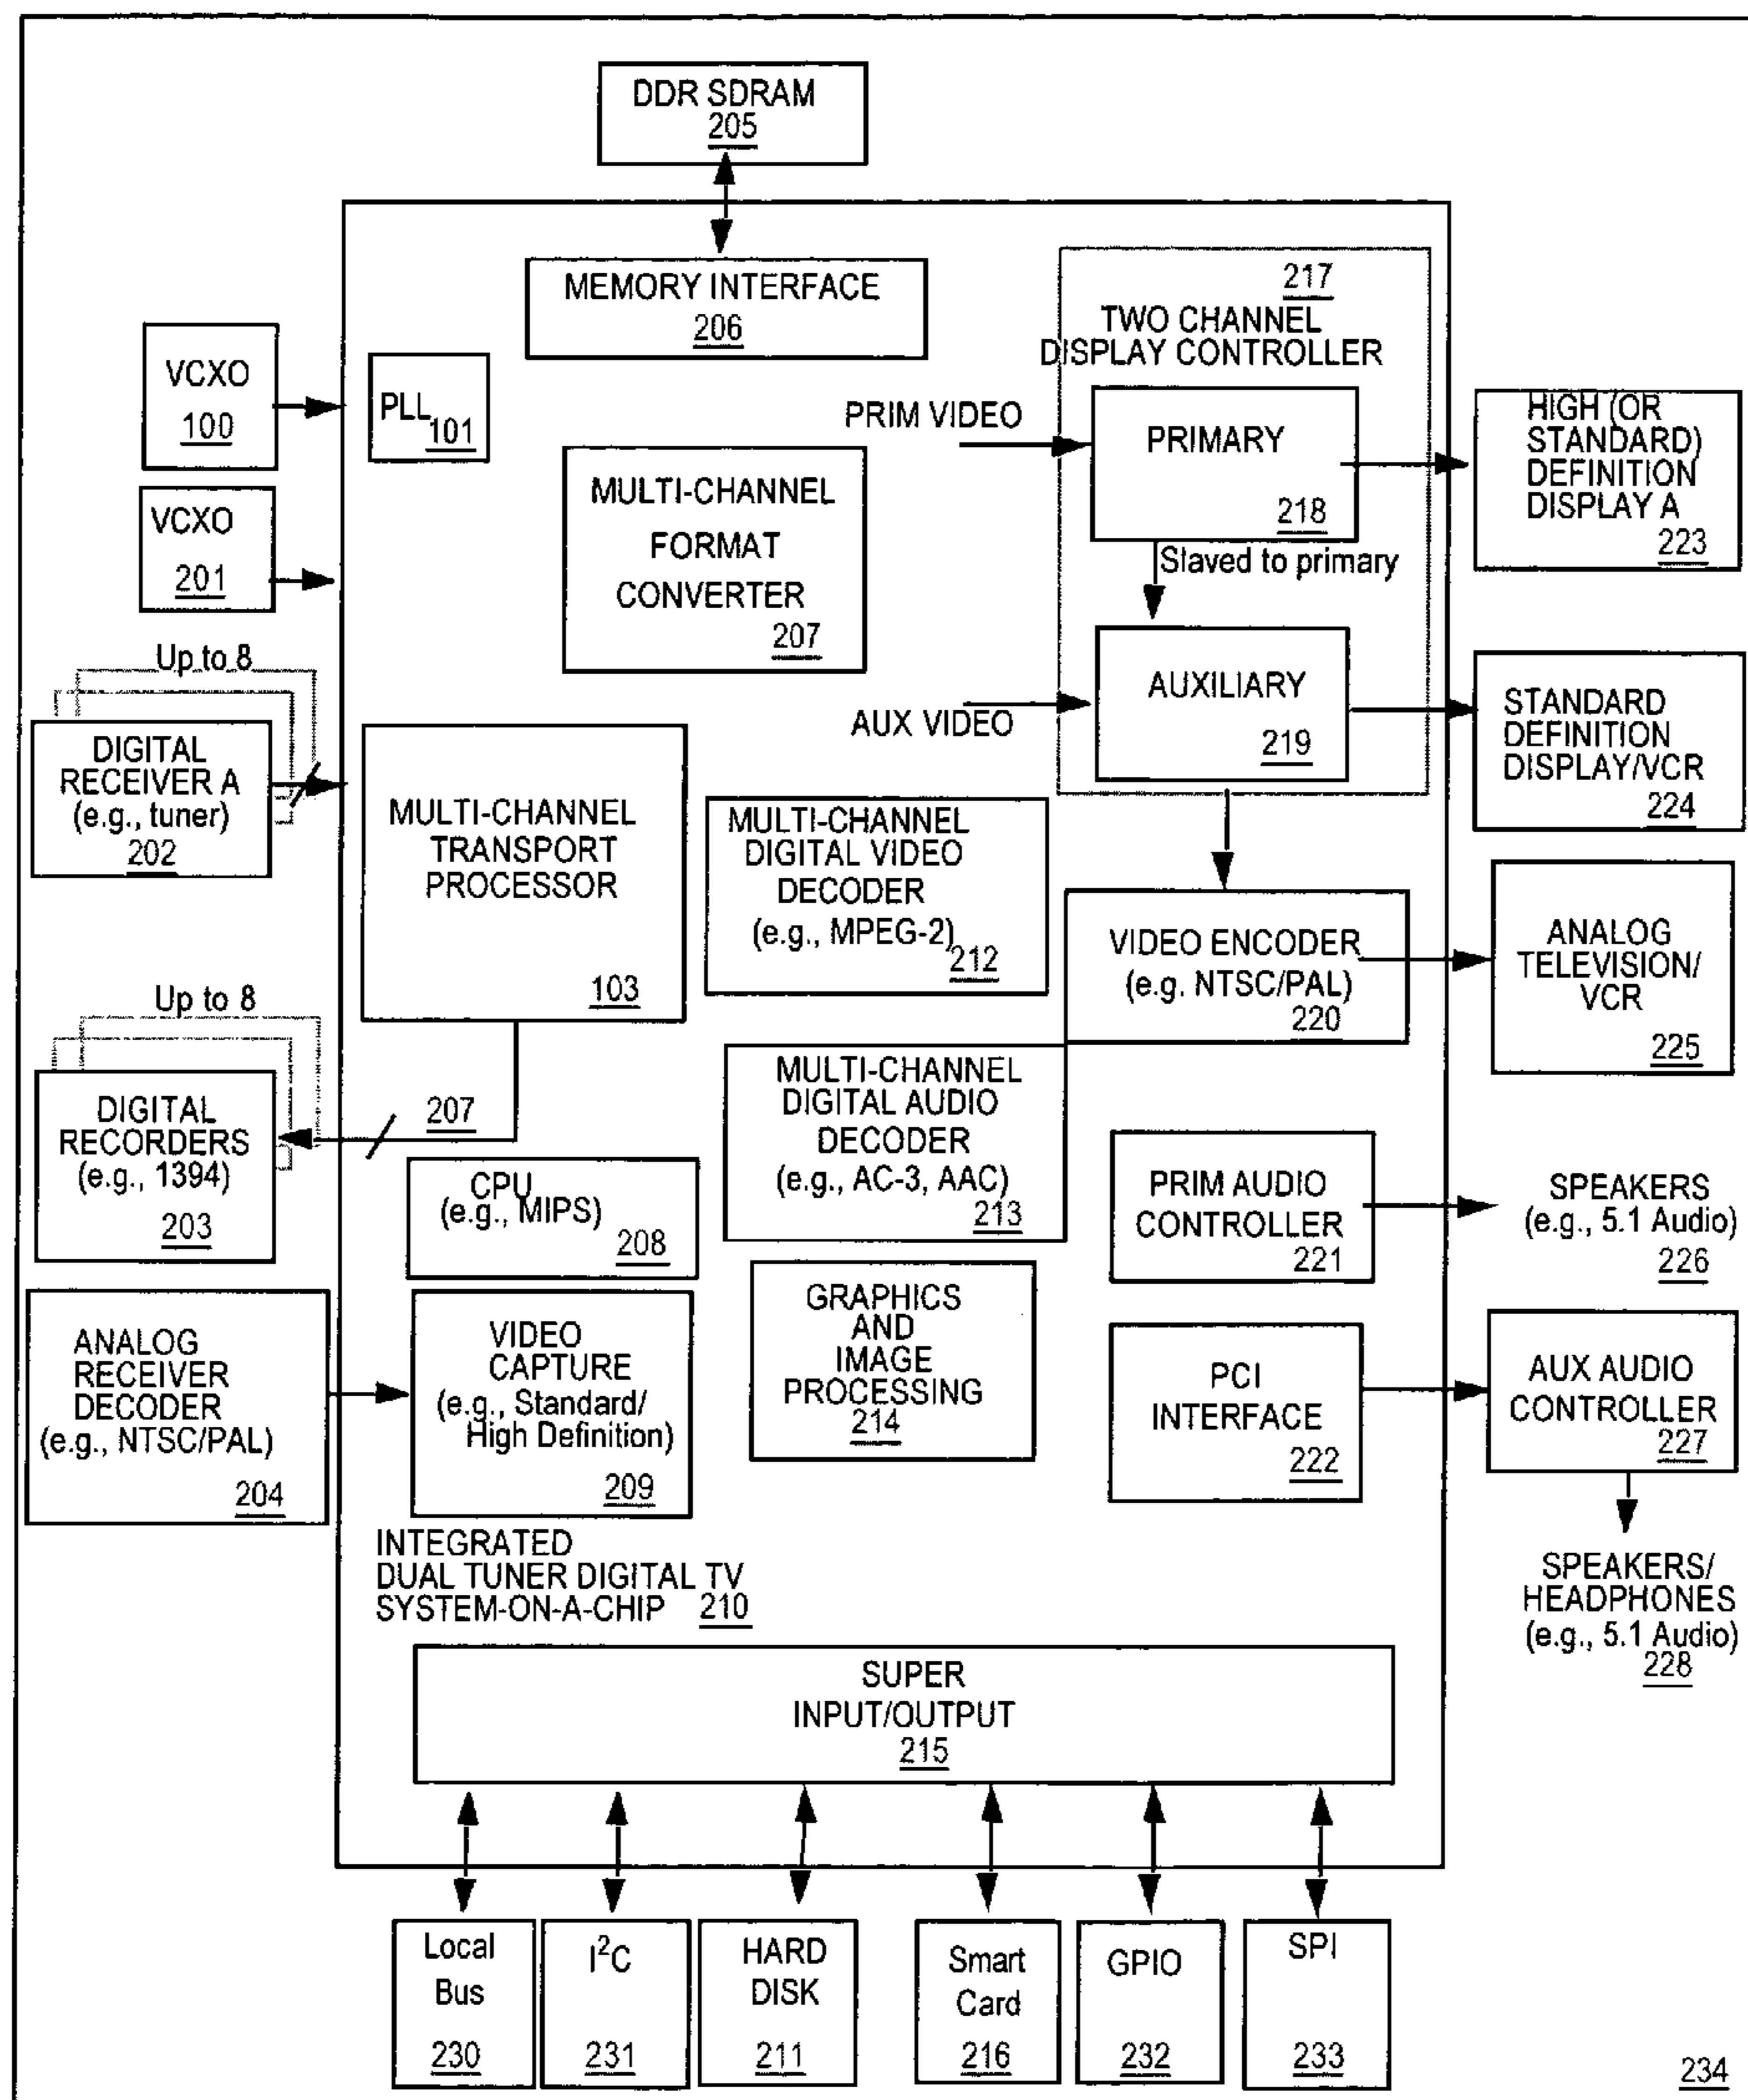 DDR SDRAM
205
MEMORY INTERFACE
206
217
TWO CHANNEL
DISPLAY CONTROLLER
VCXO
100
PLL
101
PRIM VIDEO
PRIMARY
218
HIGH (OR
STANDARD)
DEFINITION
DISPLAY A
223
VCXO
201
MULTI-CHANNEL
FORMAT
CONVERTER
207
Slaved to primary
Up to 8
DIGITAL
RECEIVER A
(e.g., tuner)
202
AUX VIDEO
AUXILIARY
219
STANDARD
DEFINITION
DISPLAY/VCR
224
MULTI-CHANNEL
TRANSPORT
PROCESSOR
103
MULTI-CHANNEL
DIGITAL VIDEO
DECODER
(e.g., MPEG-2)
212
VIDEO ENCODER
(e.g. NTSC/PAL)
220
ANALOG
TELEVISION/
VCR
225
Up to 8
DIGITAL
RECORDERS
(e.g., 1394)
203
207
MULTI-CHANNEL
DIGITAL AUDIO
DECODER
(e.g., AC-3, AAC)
213
CPU
(e.g., MIPS)
208
PRIM AUDIO
CONTROLLER
221
SPEAKERS
(e.g., 5.1 Audio)
226
ANALOG
RECEIVER
DECODER
(e.g., NTSC/PAL)
204
VIDEO
CAPTURE
(e.g., Standard/
High Definition)
209
GRAPHICS
AND
IMAGE
PROCESSING
214
PCI
INTERFACE
222
AUX AUDIO
CONTROLLER
227
INTEGRATED
DUAL TUNER DIGITAL TV
SYSTEM-ON-A-CHIP 210
SPEAKERS/
HEADPHONES
(e.g., 5.1 Audio)
228
SUPER
INPUT/OUTPUT
215
Local
Bus
230
I²C
231
HARD
DISK
211
Smart
Card
216
GPIO
232
SPI
233
234